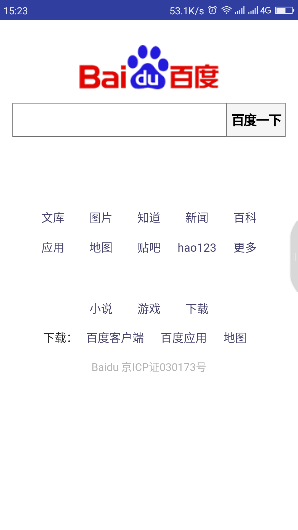 15:23 53.1K/s 4G
Bai du 百度
百度一下
文库 图片 知道 新闻 百科
应用 地图 贴吧 hao123 更多
小说 游戏 下载
下载: 百度客户端 百度应用 地图
Baidu 京ICP证030173号